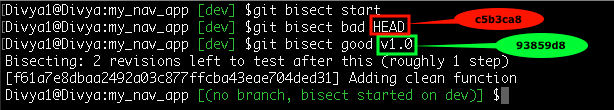 Divya1@Divya:my_nav_app [dev] $git bisect start
c5b3ca8
Divya1@Divya:my_nav_app [dev] $git bisect bad HEAD
Divya1@Divya:my_nav_app [dev] $git bisect good v1.0
93859d8
Bisecting: 2 revisions left to test after this (roughly 1 step)
[f61a7e8dbaa2492a03c877ffcba43eae704ded31] Adding clean function
Divya1@Divya:my_nav_app [(no branch, bisect started on dev)] $